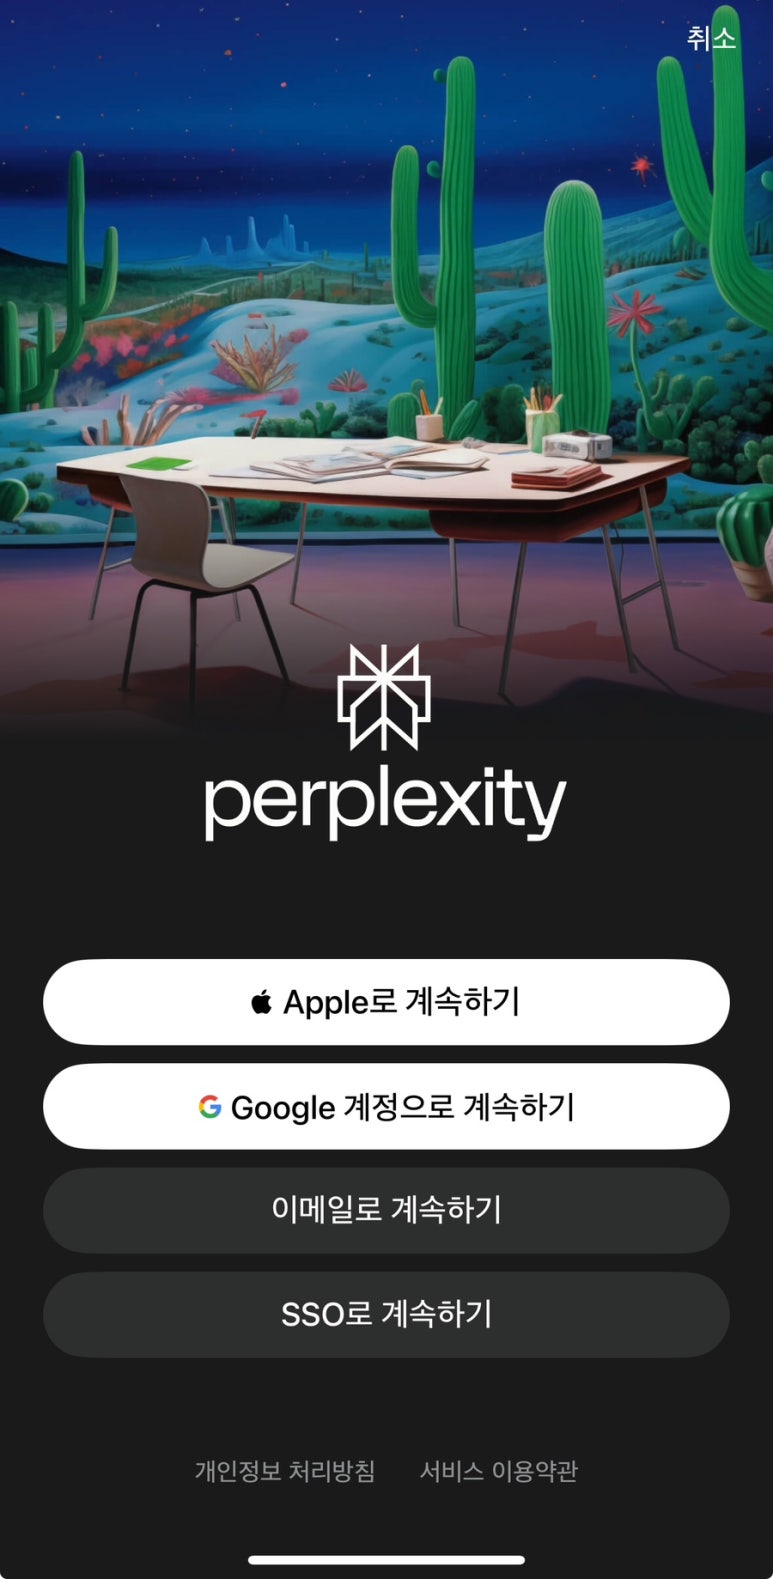 취소
perplexity
Apple로 계속하기
Google 계정으로 계속하기
이메일로 계속하기
SSO로 계속하기
개인정보 처리방침 서비스 이용약관